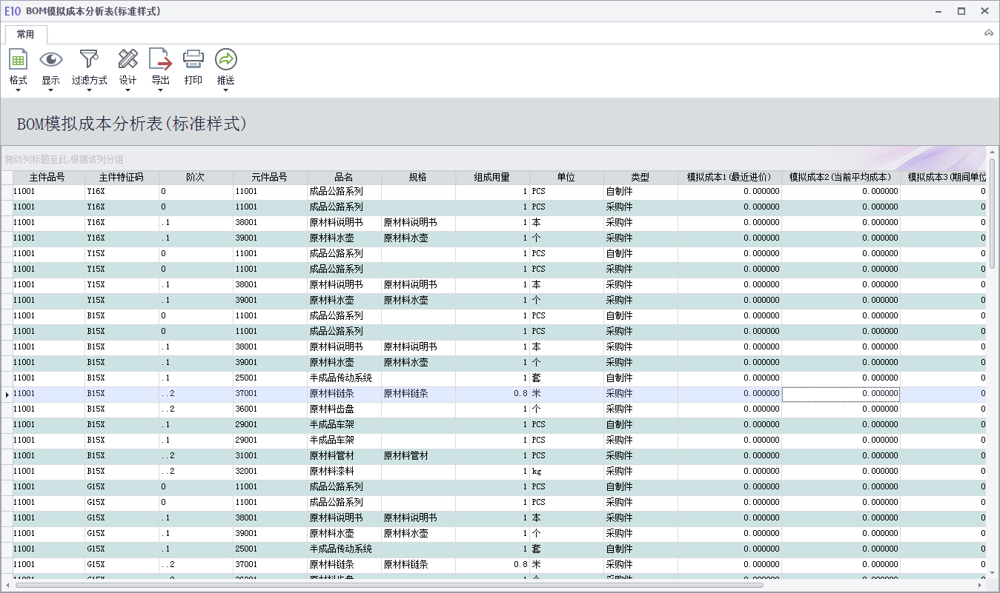 E10 BOM模拟成本分析表(标准样式)
常用
格式 显示 过滤方式 设计 导出 打印 推送
BOM模拟成本分析表(标准样式)
拖动列标题至此,根据该列分组
主件品号 主件特征码 阶次 元件品号 品名 规格 组成用量 单位 类型 模拟成本1(最近进价) 模拟成本2(当前平均成本) 模拟成本3(期间单位
11001 Y16X 0 11001 成品公路系列 1 PCS 自制件 0.000000 0.000000 0
11001 Y16X 0 11001 成品公路系列 1 PCS 采购件 0.000000 0.000000 0
11001 Y16X .1 38001 原材料说明书 原材料说明书 1 本 采购件 0.000000 0.000000 0
11001 Y16X .1 39001 原材料水壶 原材料水壶 1 个 采购件 0.000000 0.000000 0
11001 Y15X 0 11001 成品公路系列 1 PCS 自制件 0.000000 0.000000 0
11001 Y15X 0 11001 成品公路系列 1 PCS 采购件 0.000000 0.000000 0
11001 Y15X .1 38001 原材料说明书 原材料说明书 1 本 采购件 0.000000 0.000000 0
11001 Y15X .1 39001 原材料水壶 原材料水壶 1 个 采购件 0.000000 0.000000 0
11001 B15X 0 11001 成品公路系列 1 PCS 自制件 0.000000 0.000000 0
11001 B15X 0 11001 成品公路系列 1 PCS 采购件 0.000000 0.000000 0
11001 B15X .1 38001 原材料说明书 原材料说明书 1 本 采购件 0.000000 0.000000 0
11001 B15X .1 39001 原材料水壶 原材料水壶 1 个 采购件 0.000000 0.000000 0
11001 B15X .1 25001 半成品传动系统 1 套 自制件 0.000000 0.000000 0
11001 B15X ..2 37001 原材料链条 原材料链条 0.8 米 采购件 0.000000 0.000000 0
11001 B15X ..2 36001 原材料齿盘 1 个 采购件 0.000000 0.000000 0
11001 B15X .1 29001 半成品车架 1 PCS 自制件 0.000000 0.000000 0
11001 B15X .1 29001 半成品车架 1 PCS 采购件 0.000000 0.000000 0
11001 B15X ..2 31001 原材料管材 原材料管材 1 PCS 采购件 0.000000 0.000000 0
11001 B15X ..2 32001 原材料漆料 1 kg 采购件 0.000000 0.000000 0
11001 G15X 0 11001 成品公路系列 1 PCS 自制件 0.000000 0.000000 0
11001 G15X 0 11001 成品公路系列 1 PCS 采购件 0.000000 0.000000 0
11001 G15X .1 38001 原材料说明书 原材料说明书 1 本 采购件 0.000000 0.000000 0
11001 G15X .1 39001 原材料水壶 原材料水壶 1 个 采购件 0.000000 0.000000 0
11001 G15X .1 25001 半成品传动系统 1 套 自制件 0.000000 0.000000 0
11001 G15X ..2 37001 原材料链条 原材料链条 0.8 米 采购件 0.000000 0.000000 0